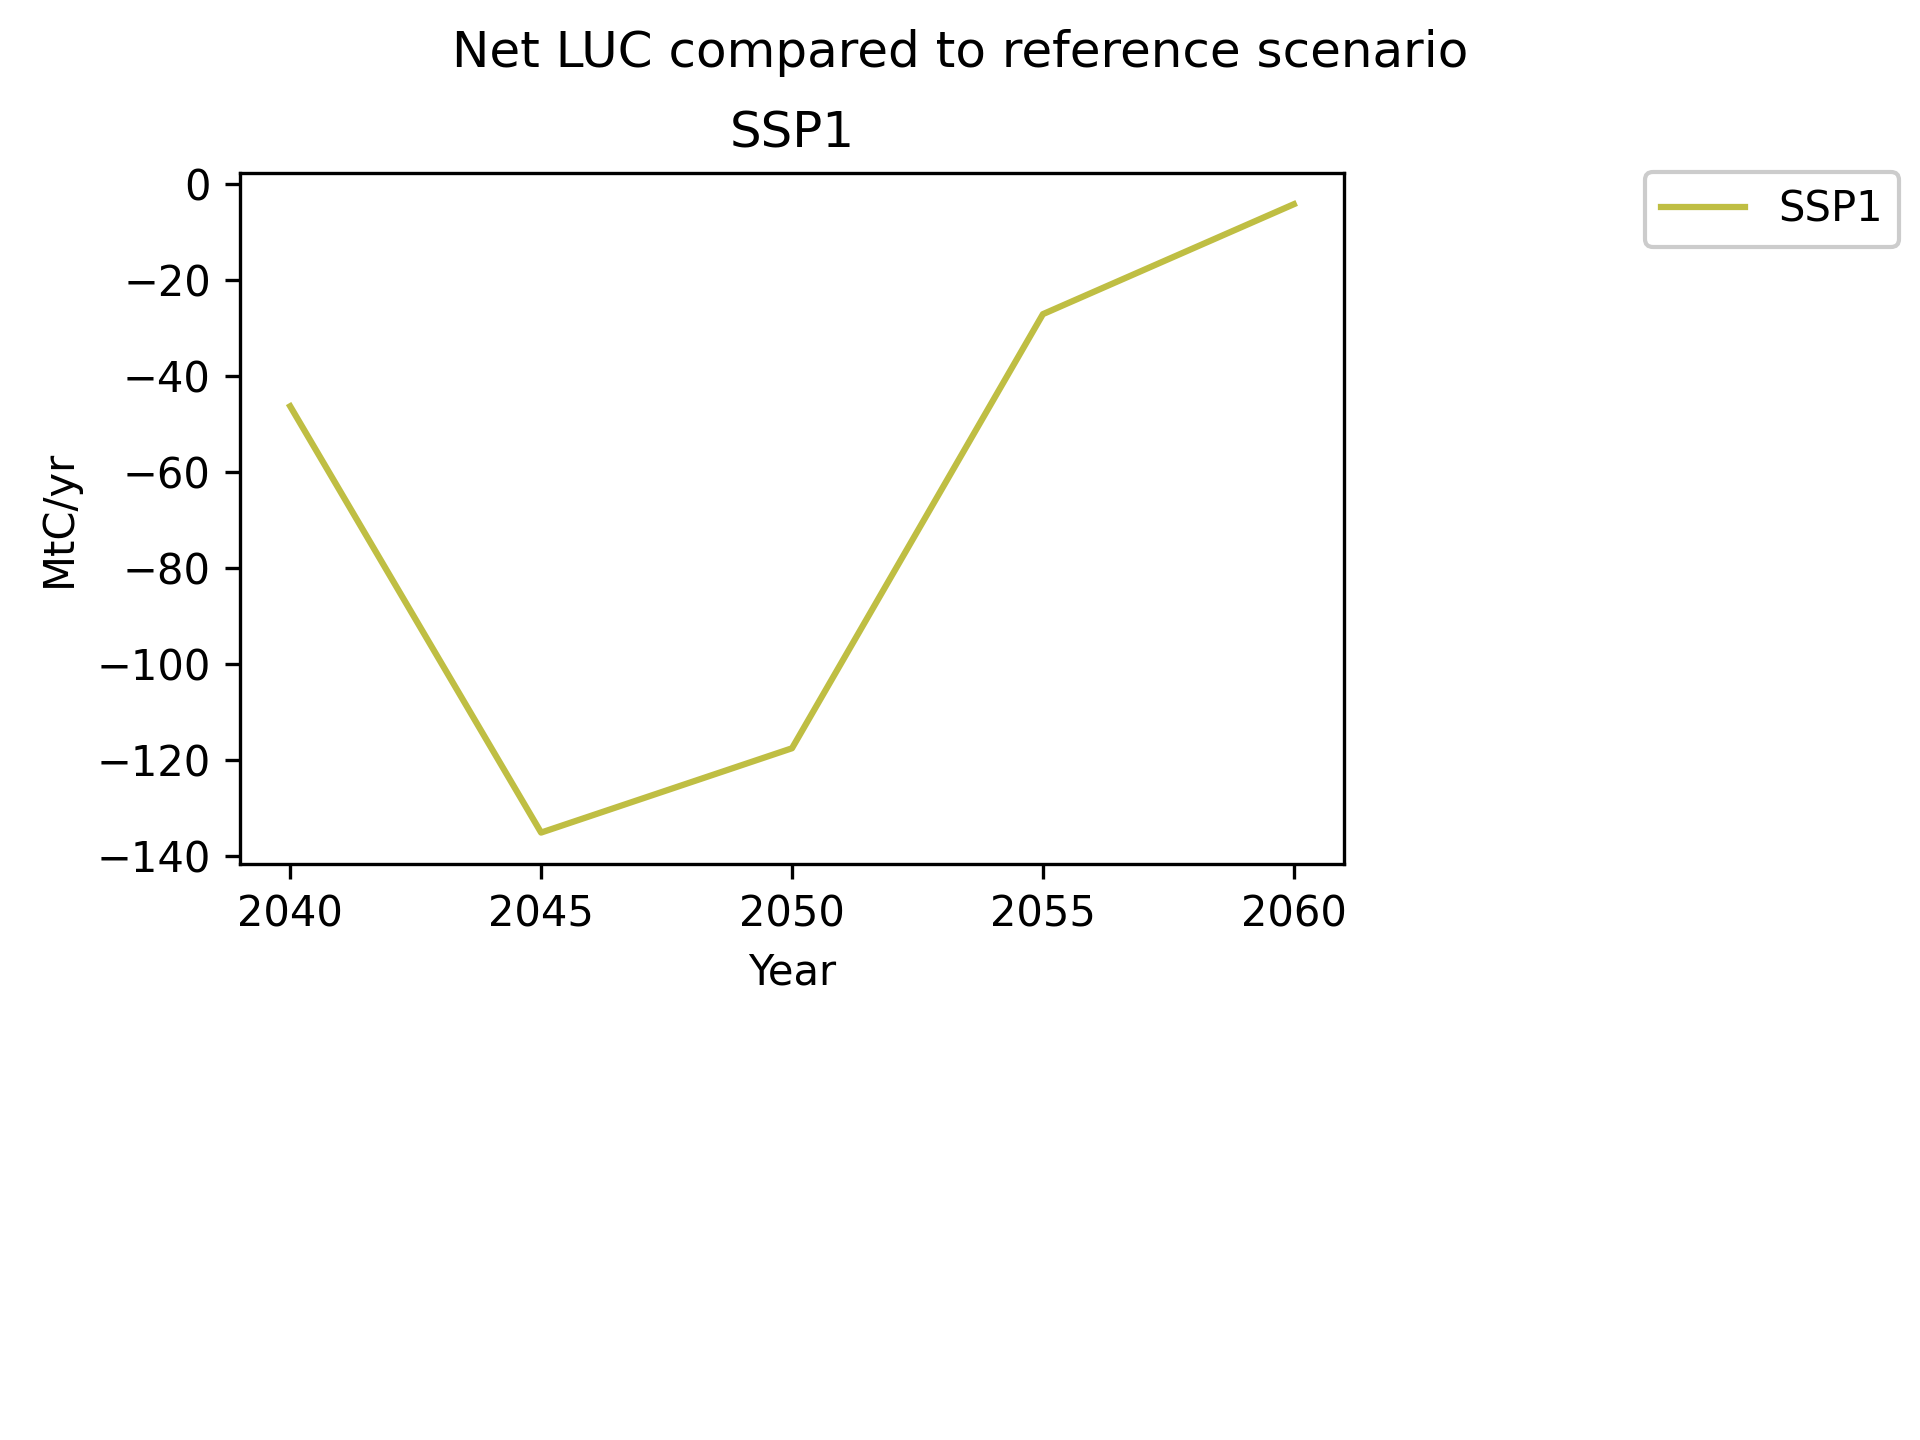 Net LUC compared to reference scenario
SSP1
SSP1
0
−20
−40
−60
−80
−100
−120
−140
MtC/yr
2040 2045 2050 2055 2060
Year